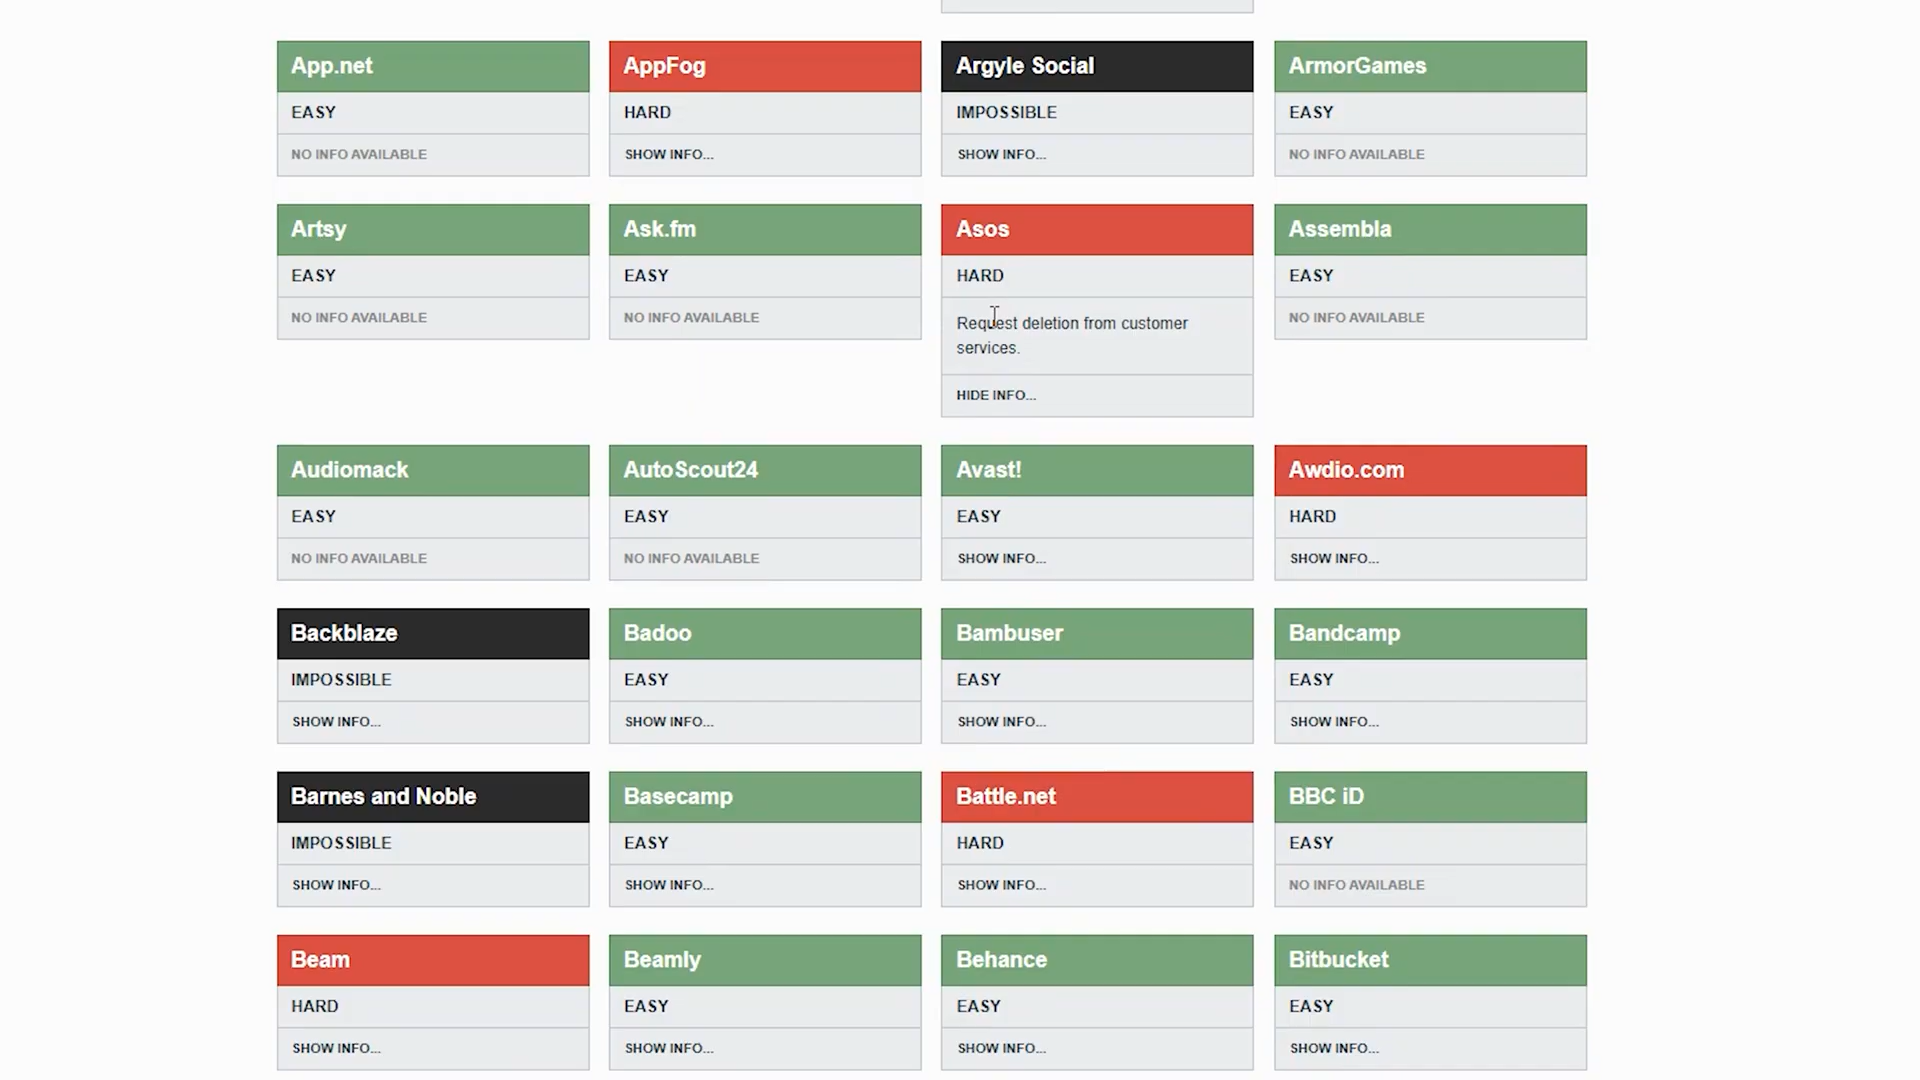 App.net
EASY
NO INFO AVAILABLE
AppFog
HARD
SHOW INFO...
Argyle Social
IMPOSSIBLE
SHOW INFO...
ArmorGames
EASY
NO INFO AVAILABLE
Artsy
EASY
NO INFO AVAILABLE
Ask.fm
EASY
NO INFO AVAILABLE
Asos
HARD
Request deletion from customer
services.
HIDE INFO...
Assembla
EASY
NO INFO AVAILABLE
Audiomack
EASY
NO INFO AVAILABLE
AutoScout24
EASY
NO INFO AVAILABLE
Avast!
EASY
SHOW INFO...
Awdio.com
HARD
SHOW INFO...
Backblaze
IMPOSSIBLE
SHOW INFO...
Badoo
EASY
SHOW INFO...
Bambuser
EASY
SHOW INFO...
Bandcamp
EASY
SHOW INFO...
Barnes and Noble
IMPOSSIBLE
SHOW INFO...
Basecamp
EASY
SHOW INFO...
Battle.net
HARD
SHOW INFO...
BBC iD
EASY
NO INFO AVAILABLE
Beam
HARD
SHOW INFO...
Beamly
EASY
SHOW INFO...
Behance
EASY
SHOW INFO...
Bitbucket
EASY
SHOW INFO...